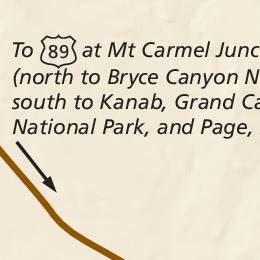 To 89 at Mt Carmel Junc
(north to Bryce Canyon N
south to Kanab, Grand Ca
National Park, and Page,